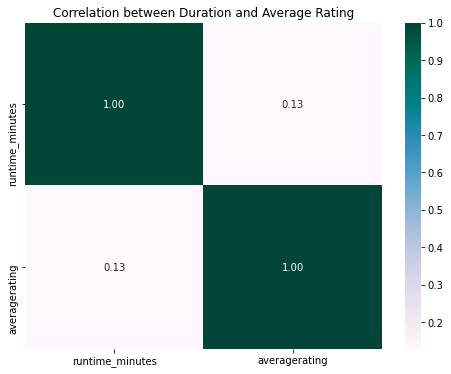 Correlation between Duration and Average Rating
runtime_minutes
averagerating
1.00
0.13
0.13
1.00
runtime_minutes
averagerating
1.0
0.9
0.8
0.7
0.6
0.5
0.4
0.3
0.2